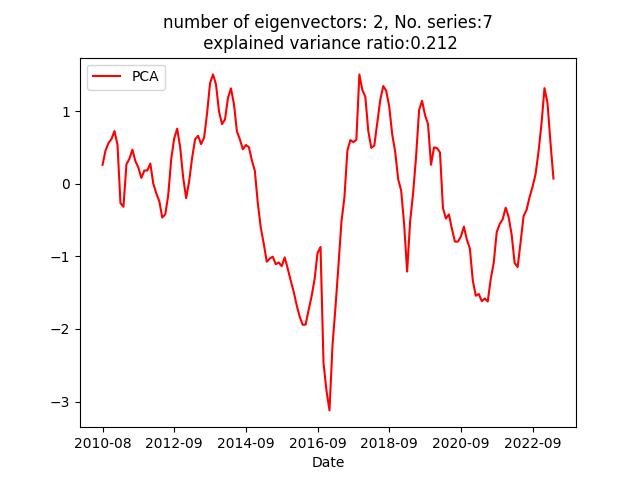 number of eigenvectors: 2, No. series:7
explained variance ratio:0.212
PCA
1
0
−1
−2
−3
2010-08 2012-09 2014-09 2016-09 2018-09 2020-09 2022-09
Date